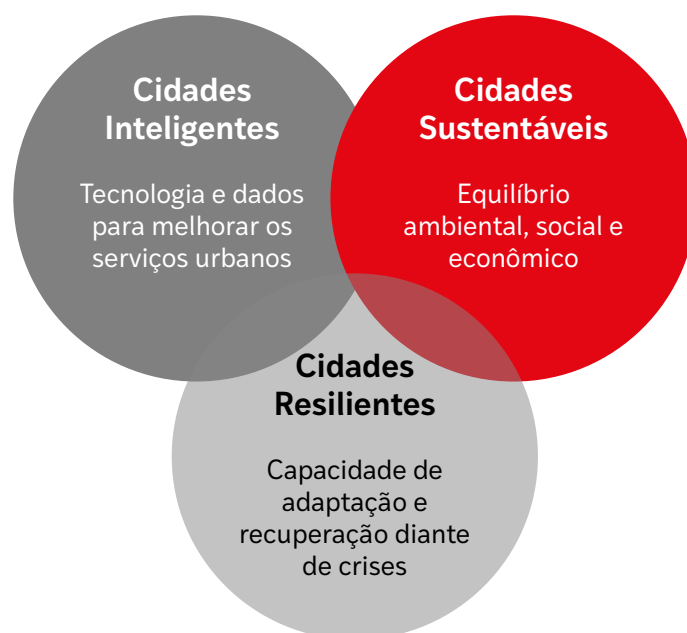 Cidades
Inteligentes
Tecnologia e dados
para melhorar os
serviços urbanos
Cidades
Sustentáveis
Equilíbrio
ambiental, social e
econômico
Cidades
Resilientes
Capacidade de
adaptação e
recuperação diante
de crises